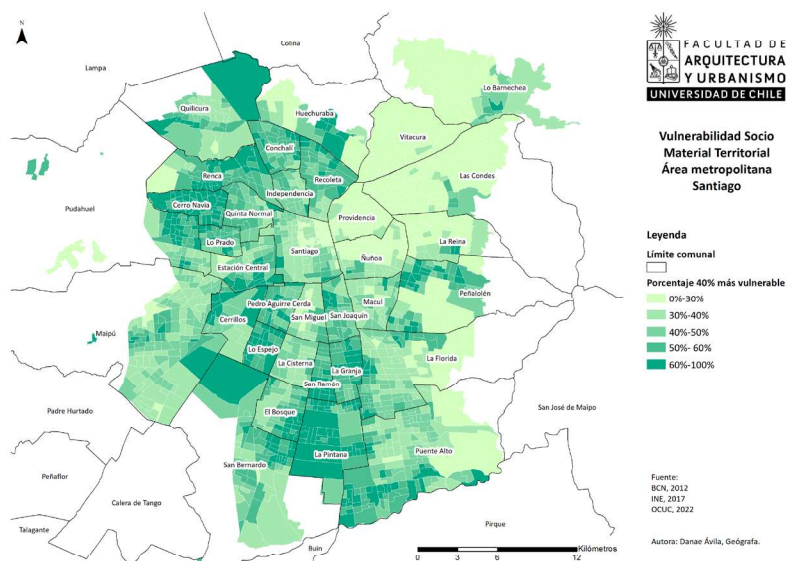 N
Colina
Lampa
Lo Barnechea
Quilicura
Huechuraba
Vitacura
Conchalí
Renca
Recoleta
Las Condes
Independencia
Cerro Navia
Pudahuel
Quinta Normal
Providencia
Lo Prado
Santiago
La Reina
Ñuñoa
Estación Central
Peñalolén
Pedro Aguirre Cerda
Macul
Cerrillos
San Miguel
San Joaquín
Maipú
Lo Espejo
La Florida
La Cisterna
La Granja
San Ramón
Padre Hurtado
El Bosque
San José de Maipo
La Pintana
Puente Alto
San Bernardo
Peñaflor
Calera de Tango
Talagante
Pirque
Buin
Kilómetros
0 3 6 12
FACULTAD DE
ARQUITECTURA
Y URBANISMO
UNIVERSIDAD DE CHILE
Vulnerabilidad Socio
Material Territorial
Área metropolitana
Santiago
Leyenda
Límite comunal
Porcentaje 40% más vulnerable
0%-30%
30%-40%
40%-50%
50%- 60%
60%-100%
Fuente:
BCN, 2012
INE, 2017
OCUC, 2022
Autora: Danae Ávila, Geógrafa.